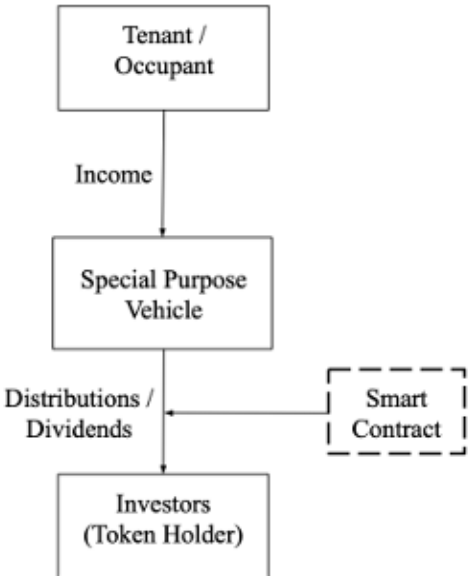 Tenant /
Occupant
Income
Special Purpose
Vehicle
Distributions /
Dividends
Smart
Contract
Investors
(Token Holder)